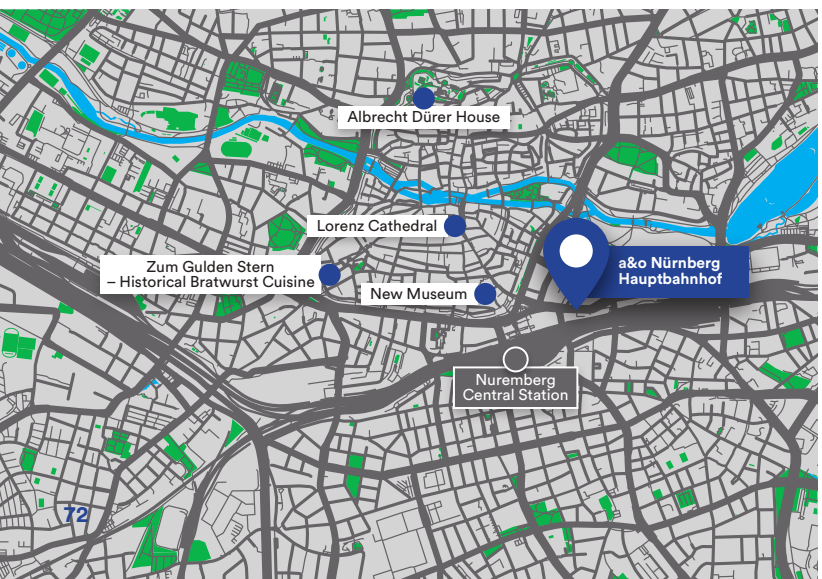 Albrecht Dürer House
Lorenz Cathedral
Zum Gulden Stern
– Historical Bratwurst Cuisine
a&o Nürnberg
Hauptbahnhof
New Museum
Nuremberg
Central Station
72